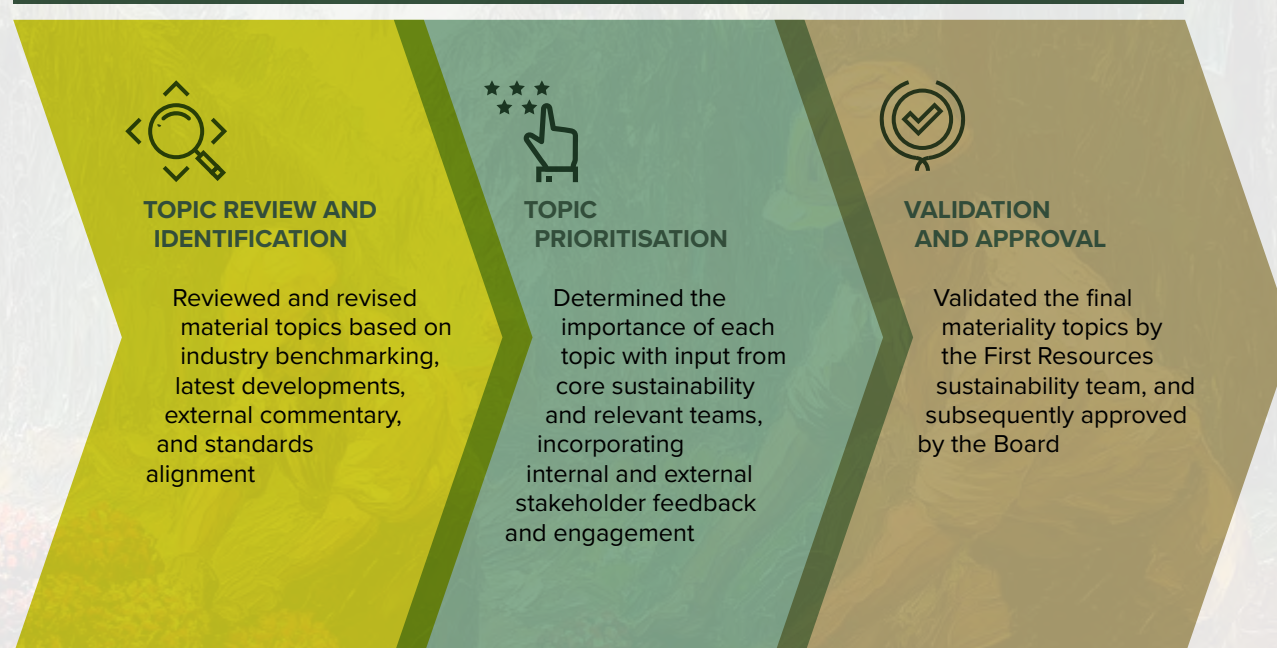 TOPIC REVIEW AND
IDENTIFICATION
Reviewed and revised
material topics based on
industry benchmarking,
latest developments,
external commentary,
and standards
alignment
TOPIC
PRIORITISATION
Determined the
importance of each
topic with input from
core sustainability
and relevant teams,
incorporating
internal and external
stakeholder feedback
and engagement
VALIDATION
AND APPROVAL
Validated the final
materiality topics by
the First Resources
sustainability team, and
subsequently approved
by the Board